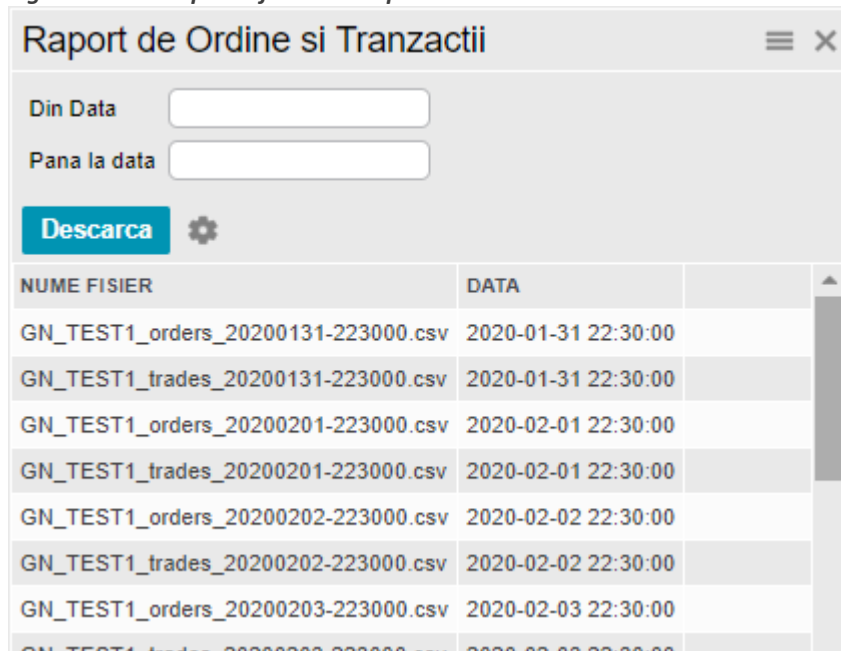 Raport de Ordine si Tranzactii
Din Data
Pana la data
Descarca
NUME FISIER DATA
GN_TEST1_orders_20200131-223000.csv 2020-01-31 22:30:00
GN_TEST1_trades_20200131-223000.csv 2020-01-31 22:30:00
GN_TEST1_orders_20200201-223000.csv 2020-02-01 22:30:00
GN_TEST1_trades_20200201-223000.csv 2020-02-01 22:30:00
GN_TEST1_orders_20200202-223000.csv 2020-02-02 22:30:00
GN_TEST1_trades_20200202-223000.csv 2020-02-02 22:30:00
GN_TEST1_orders_20200203-223000.csv 2020-02-03 22:30:00